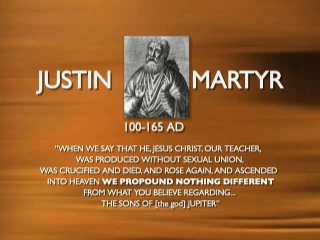 JUSTIN MARTYR
100-165 AD
"WHEN WE SAY THAT HE, JESUS CHRIST, OUR TEACHER,
WAS PRODUCED WITHOUT SEXUAL UNION,
WAS CRUCIFIED AND DIED, AND ROSE AGAIN, AND ASCENDED
INTO HEAVEN WE PROPOUND NOTHING DIFFERENT
FROM WHAT YOU BELIEVE REGARDING...
THE SONS OF [the god] JUPITER"